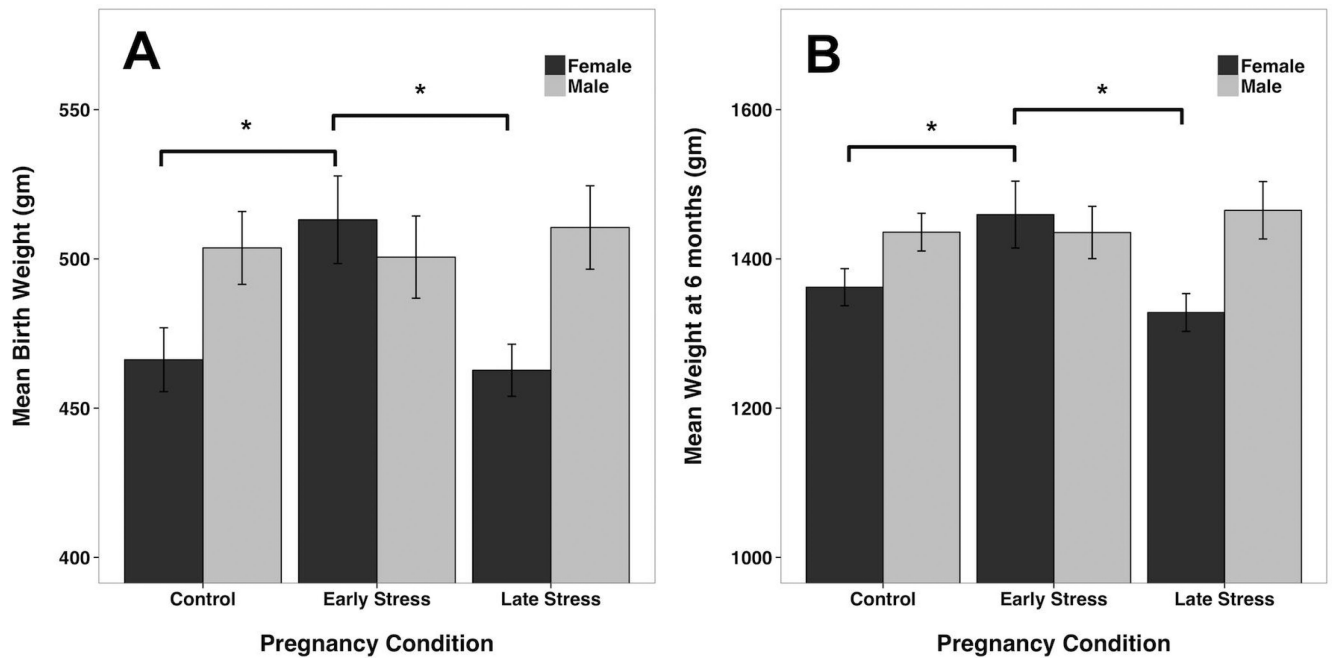 A
Female
Male
*
*
550
500
450
400
Mean Birth Weight (gm)
Control
Early Stress
Late Stress
Pregnancy Condition
B
Female
Male
*
*
1600
1400
1200
1000
Mean Weight at 6 months (gm)
Control
Early Stress
Late Stress
Pregnancy Condition